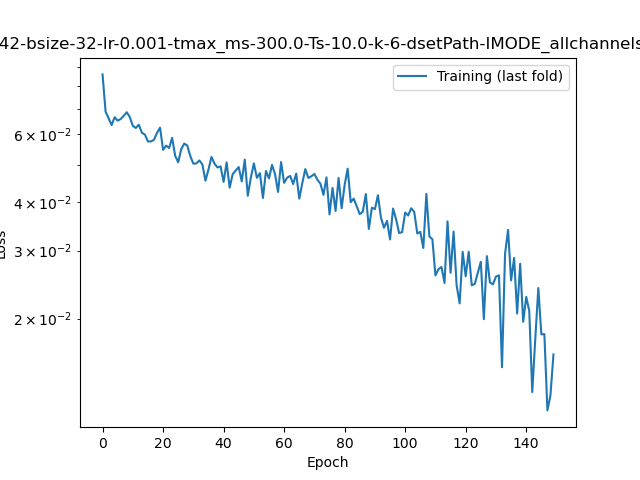 42-bsize-32-lr-0.001-tmax_ms-300.0-Ts-10.0-k-6-dsetPath-IMODE_allchannels
Training (last fold)
6 × 10⁻²
4 × 10⁻²
3 × 10⁻²
2 × 10⁻²
Loss
0 20 40 60 80 100 120 140
Epoch